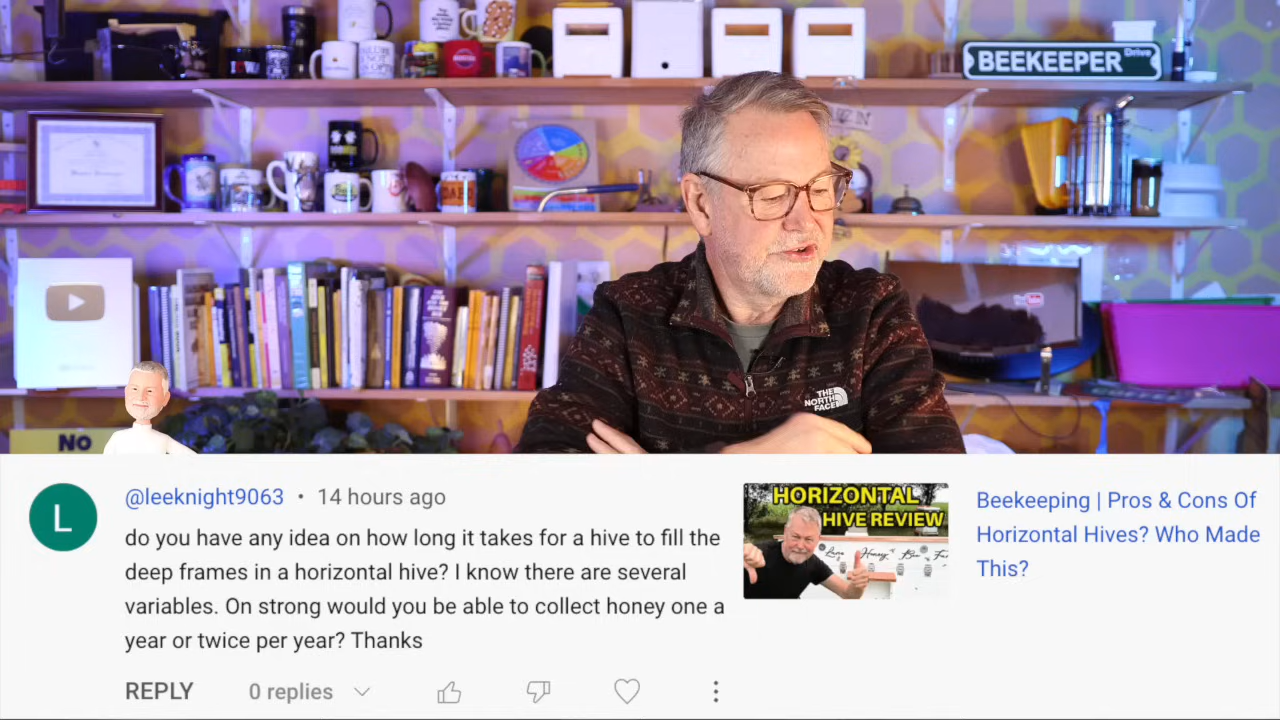 BEEKEEPER Drive
THE NORTH FACE
NO
L
@leeknight9063 • 14 hours ago
do you have any idea on how long it takes for a hive to fill the
deep frames in a horizontal hive? I know there are several
variables. On strong would you be able to collect honey one a
year or twice per year? Thanks
REPLY 0 replies
HORIZONTAL
HIVE REVIEW
Beekeeping | Pros & Cons Of
Horizontal Hives? Who Made
This?